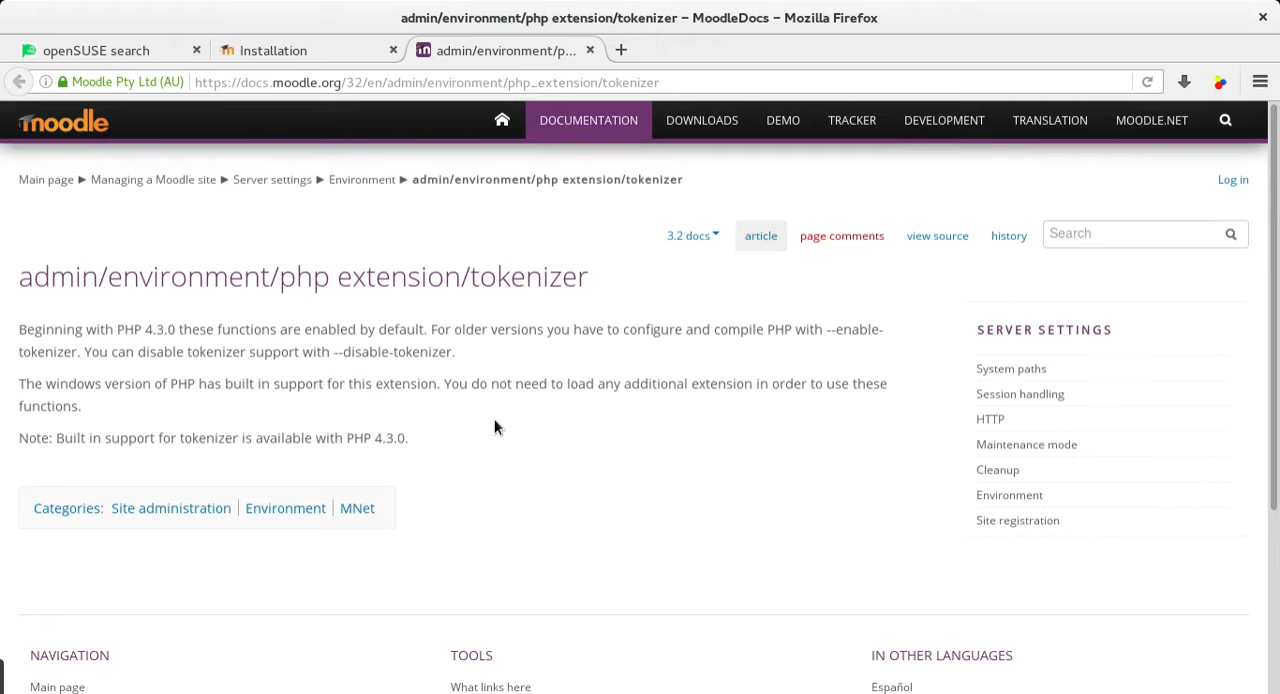 admin/environment/php extension/tokenizer – MoodleDocs – Mozilla Firefox
openSUSE search
Installation
admin/environment/p...
Moodle Pty Ltd (AU)
https://docs.moodle.org/32/en/admin/environment/php_extension/tokenizer
moodle
DOCUMENTATION
DOWNLOADS
DEMO
TRACKER
DEVELOPMENT
TRANSLATION
MOODLE.NET
Main page ► Managing a Moodle site ► Server settings ► Environment ► admin/environment/php extension/tokenizer
Log in
3.2 docs
article
page comments
view source
history
Search
admin/environment/php extension/tokenizer
Beginning with PHP 4.3.0 these functions are enabled by default. For older versions you have to configure and compile PHP with --enable-
tokenizer. You can disable tokenizer support with --disable-tokenizer.
The windows version of PHP has built in support for this extension. You do not need to load any additional extension in order to use these
functions.
Note: Built in support for tokenizer is available with PHP 4.3.0.
Categories: Site administration | Environment | MNet
SERVER SETTINGS
System paths
Session handling
HTTP
Maintenance mode
Cleanup
Environment
Site registration
NAVIGATION
Main page
TOOLS
What links here
IN OTHER LANGUAGES
Español